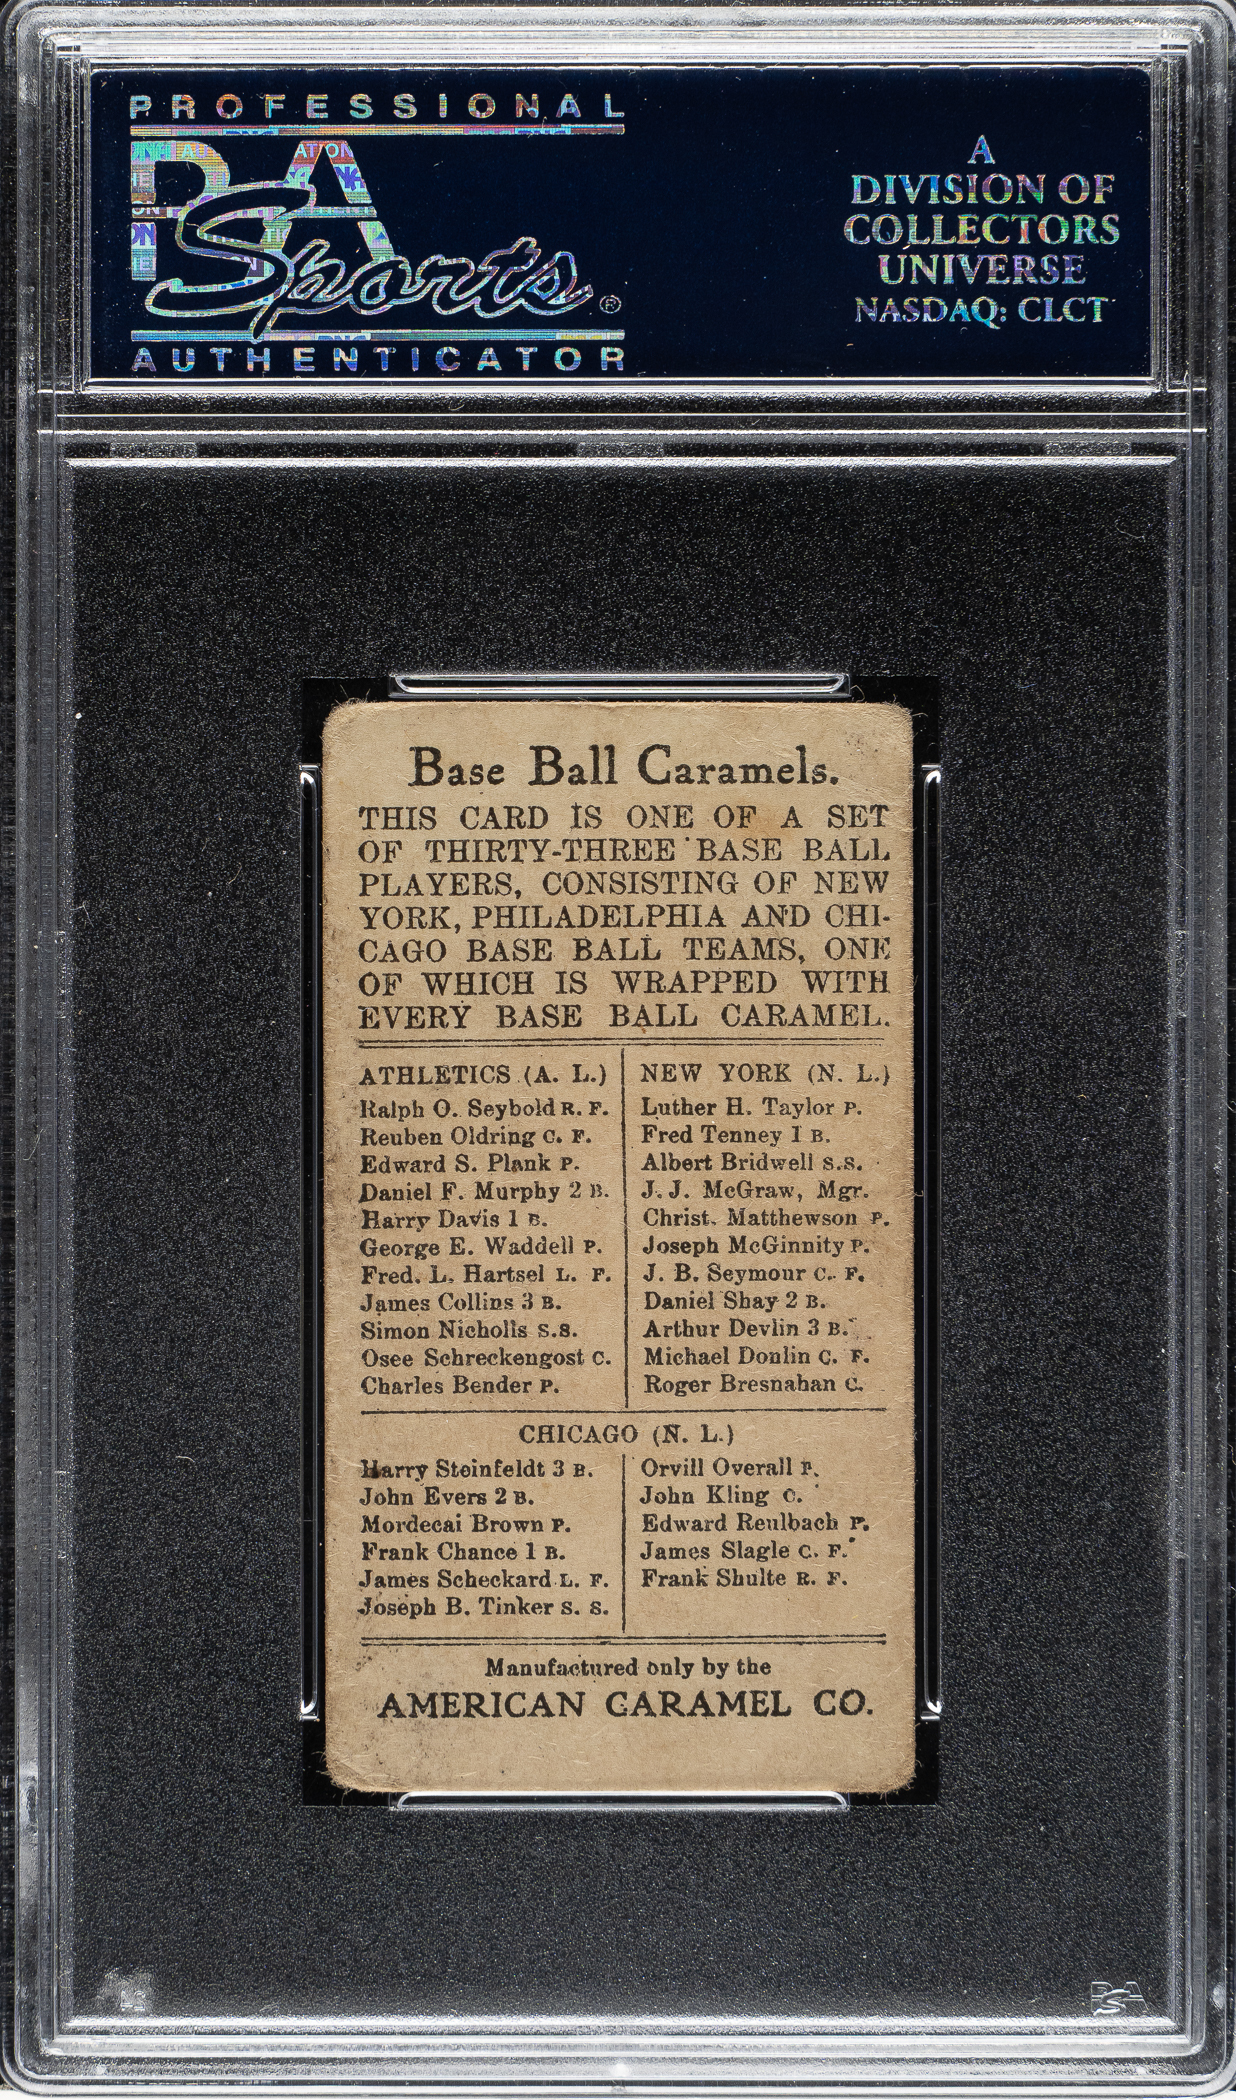 PROFESSIONAL
PSA
Sports®
AUTHENTICATOR
A
DIVISION OF
COLLECTORS
UNIVERSE
NASDAQ: CLCT
Base Ball Caramels.
THIS CARD IS ONE OF A SET
OF THIRTY-THREE BASE BALL
PLAYERS, CONSISTING OF NEW
YORK, PHILADELPHIA AND CHI-
CAGO BASE BALL TEAMS, ONE
OF WHICH IS WRAPPED WITH
EVERY BASE BALL CARAMEL.
ATHLETICS (A. L.)
Ralph O. Seybold R. F.
Reuben Oldring C. F.
Edward S. Plank P.
Daniel F. Murphy 2 B.
Harry Davis 1 B.
George E. Waddell P.
Fred. L. Hartsel L. F.
James Collins 3 B.
Simon Nicholls S.S.
Osee Schreckengost C.
Charles Bender P.
NEW YORK (N. L.)
Luther H. Taylor P.
Fred Tenney 1 B.
Albert Bridwell S.S.
J. J. McGraw, Mgr.
Christ. Matthewson P.
Joseph McGinnity P.
J. B. Seymour C. F.
Daniel Shay 2 B.
Arthur Devlin 3 B.
Michael Donlin C. F.
Roger Bresnahan C.
CHICAGO (N. L.)
Harry Steinfeldt 3 B.
John Evers 2 B.
Mordecai Brown P.
Frank Chance 1 B.
James Scheckard L. F.
Joseph B. Tinker S. S.
Orvill Overall P.
John Kling C.
Edward Reulbach P.
James Slagle C. F.
Frank Shulte R. F.
Manufactured only by the
AMERICAN CARAMEL CO.
PSA